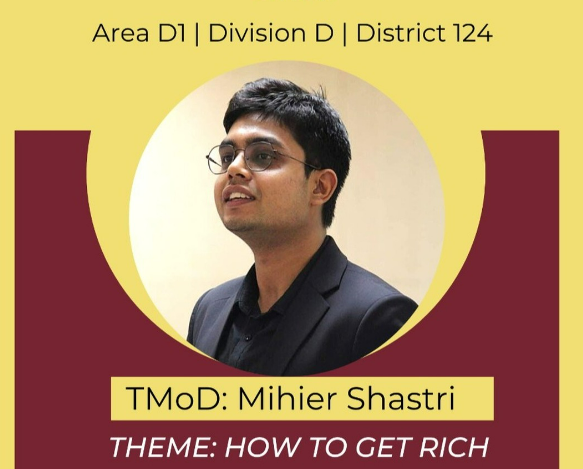 Area D1 | Division D | District 124
TMoD: Mihier Shastri
THEME: HOW TO GET RICH